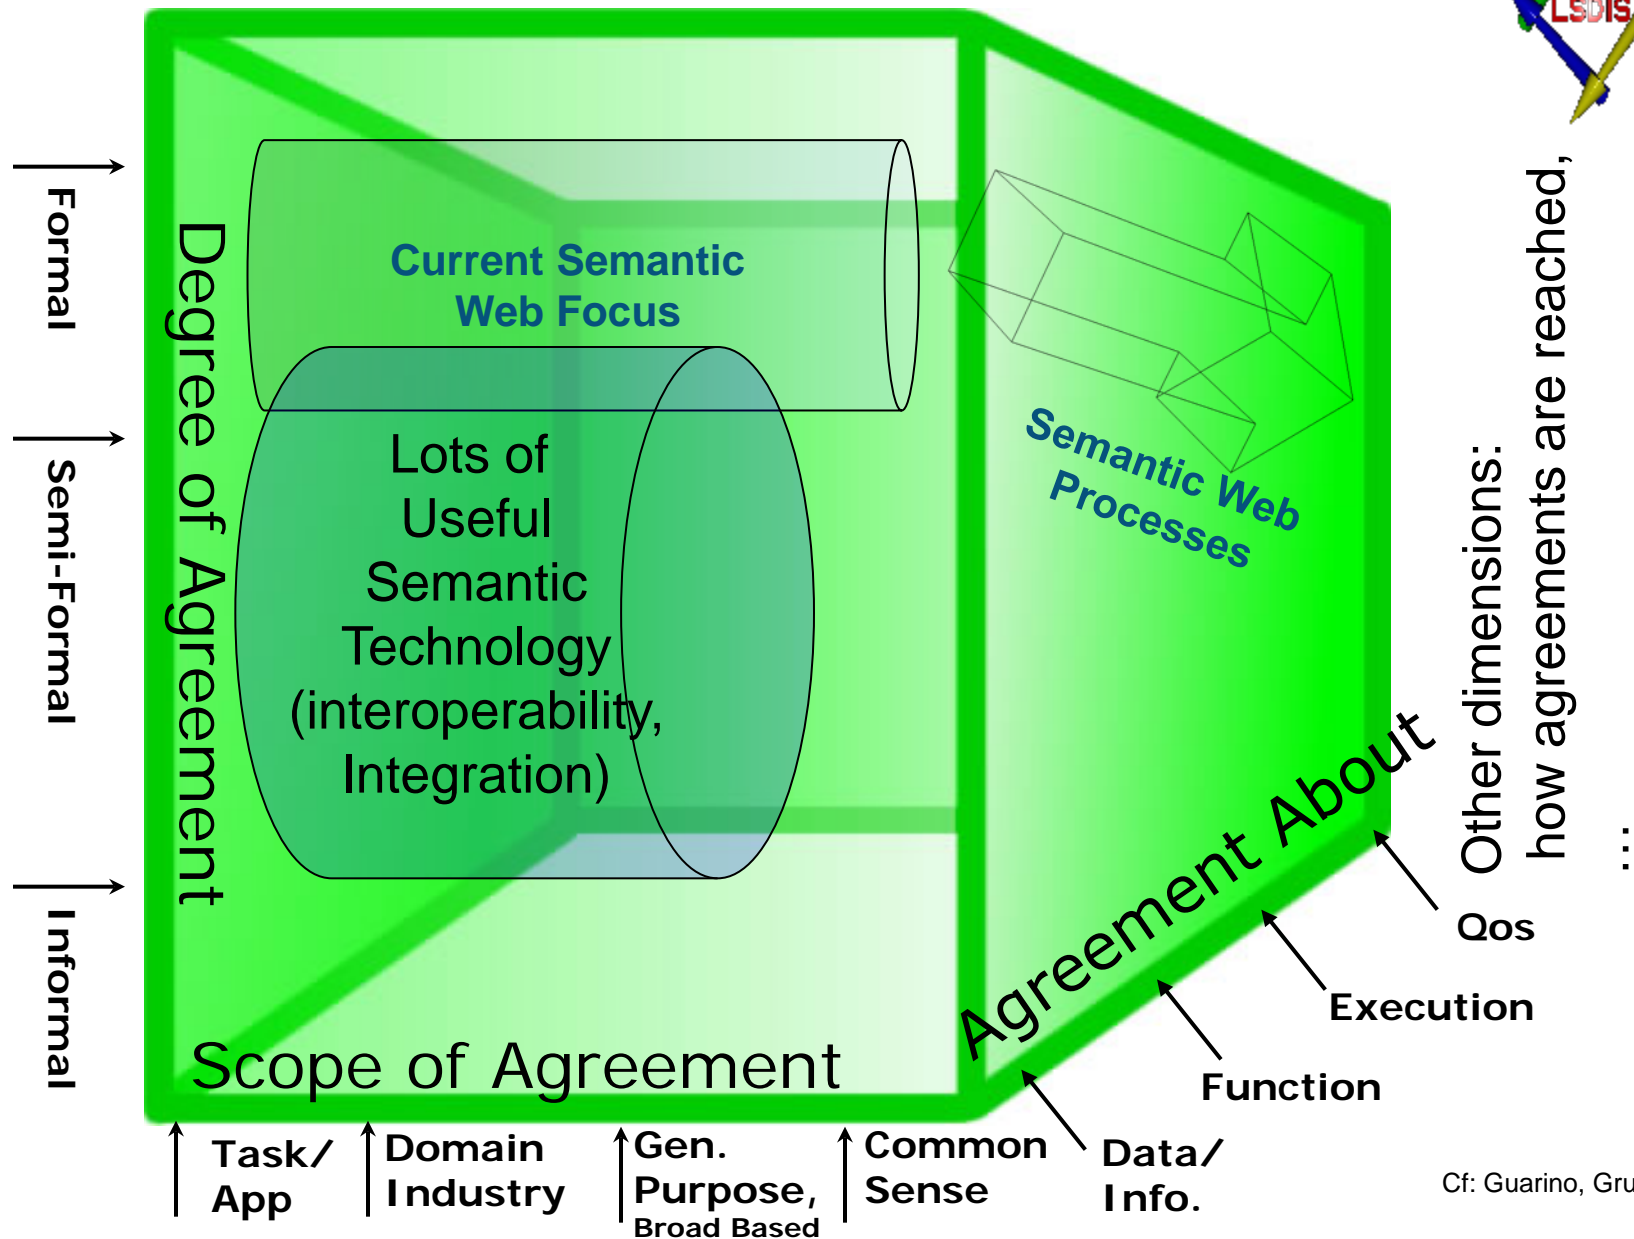 LSDIS
Formal
Semi-Formal
Informal
Degree of Agreement
Current Semantic
Web Focus
Lots of
Useful
Semantic
Technology
(interoperability,
Integration)
Semantic Web
Processes
Other dimensions:
how agreements are reached,
…
Scope of Agreement
Agreement About
Qos
Execution
Function
Data/
Info.
Task/
App
Domain
Industry
Gen.
Purpose,
Broad Based
Common
Sense
Cf: Guarino, Gru